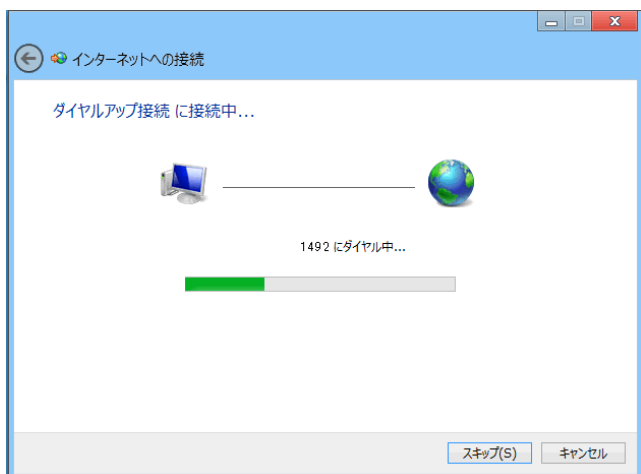 インターネットへの接続
ダイヤルアップ接続 に接続中...
1492 にダイヤル中...
スキップ(S)
キャンセル